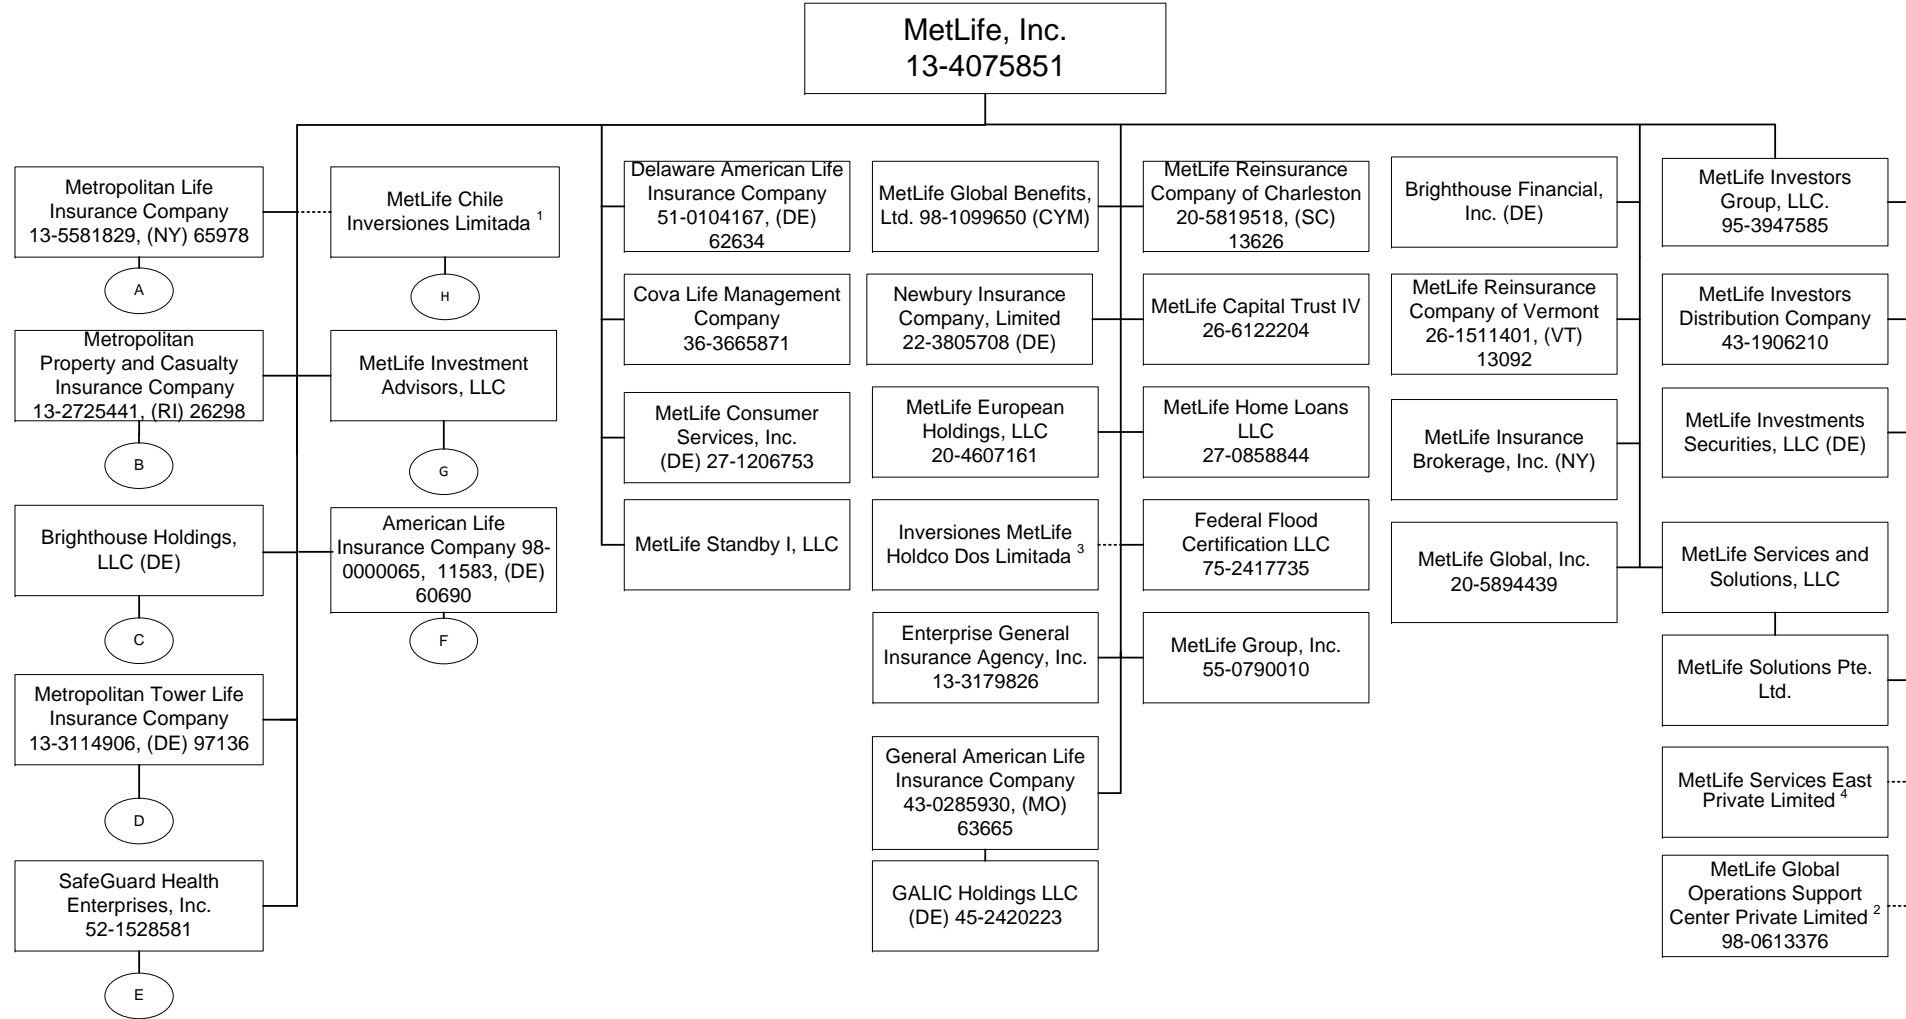 MetLife, Inc.
13-4075851
Metropolitan Life
Insurance Company
13-5581829, (NY) 65978
A
Metropolitan
Property and Casualty
Insurance Company
13-2725441, (RI) 26298
B
Brighthouse Holdings,
LLC (DE)
C
Metropolitan Tower Life
Insurance Company
13-3114906, (DE) 97136
D
SafeGuard Health
Enterprises, Inc.
52-1528581
E
MetLife Chile
Inversiones Limitada 1
H
MetLife Investment
Advisors, LLC
G
American Life
Insurance Company 98-
0000065, 11583, (DE)
60690
F
Delaware American Life
Insurance Company
51-0104167, (DE)
62634
Cova Life Management
Company
36-3665871
MetLife Consumer
Services, Inc.
(DE) 27-1206753
MetLife Standby I, LLC
MetLife Global Benefits,
Ltd. 98-1099650 (CYM)
Newbury Insurance
Company, Limited
22-3805708 (DE)
MetLife European
Holdings, LLC
20-4607161
Inversiones MetLife
Holdco Dos Limitada 3
Enterprise General
Insurance Agency, Inc.
13-3179826
General American Life
Insurance Company
43-0285930, (MO)
63665
GALIC Holdings LLC
(DE) 45-2420223
MetLife Reinsurance
Company of Charleston
20-5819518, (SC)
13626
MetLife Capital Trust IV
26-6122204
MetLife Home Loans
LLC
27-0858844
Federal Flood
Certification LLC
75-2417735
MetLife Group, Inc.
55-0790010
Brighthouse Financial,
Inc. (DE)
MetLife Reinsurance
Company of Vermont
26-1511401, (VT)
13092
MetLife Insurance
Brokerage, Inc. (NY)
MetLife Global, Inc.
20-5894439
MetLife Investors
Group, LLC.
95-3947585
MetLife Investors
Distribution Company
43-1906210
MetLife Investments
Securities, LLC (DE)
MetLife Services and
Solutions, LLC
MetLife Solutions Pte.
Ltd.
MetLife Services East
Private Limited 4
MetLife Global
Operations Support
Center Private Limited 2
98-0613376